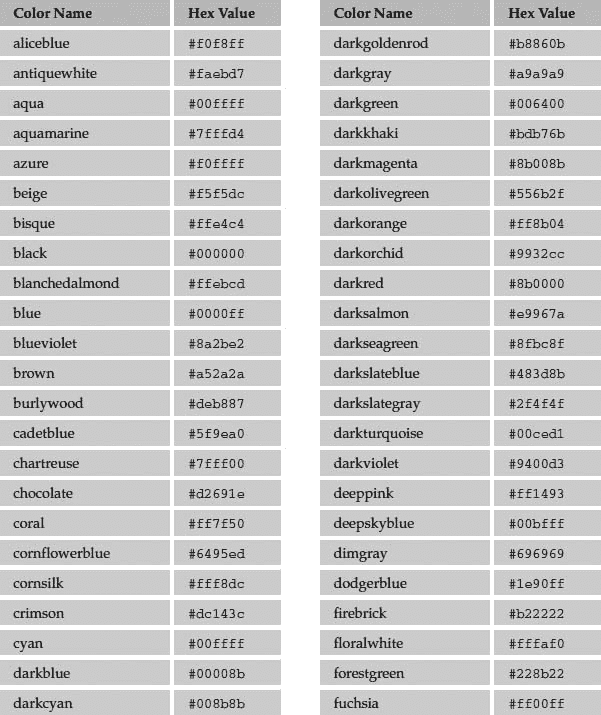 Color Name Hex Value
aliceblue #f0f8ff
antiquewhite #faebd7
aqua #00ffff
aquamarine #7fffd4
azure #f0ffff
beige #f5f5dc
bisque #ffe4c4
black #000000
blanchedalmond #ffebcd
blue #0000ff
blueviolet #8a2be2
brown #a52a2a
burlywood #deb887
cadetblue #5f9ea0
chartreuse #7fff00
chocolate #d2691e
coral #ff7f50
cornflowerblue #6495ed
cornsilk #fff8dc
crimson #dc143c
cyan #00ffff
darkblue #00008b
darkcyan #008b8b
Color Name Hex Value
darkgoldenrod #b8860b
darkgray #a9a9a9
darkgreen #006400
darkkhaki #bdb76b
darkmagenta #8b008b
darkolivegreen #556b2f
darkorange #ff8b04
darkorchid #9932cc
darkred #8b0000
darksalmon #e9967a
darkseagreen #8fbc8f
darkslateblue #483d8b
darkslategray #2f4f4f
darkturquoise #00ced1
darkviolet #9400d3
deeppink #ff1493
deepskyblue #00bfff
dimgray #696969
dodgerblue #1e90ff
firebrick #b22222
floralwhite #fffaf0
forestgreen #228b22
fuchsia #ff00ff